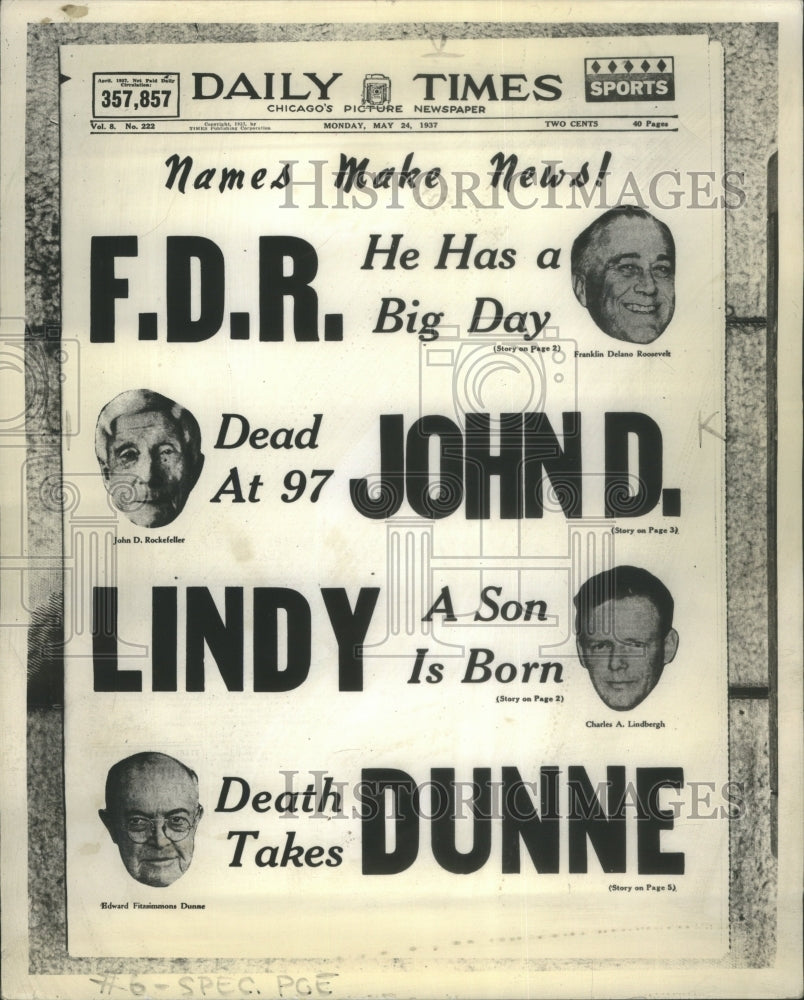 April, 1937, Net Paid Daily
Circulation:
357,857
DAILY TIMES
CHICAGO'S PICTURE NEWSPAPER
SPORTS
Vol. 8. No. 222
Copyright, 1937, by
TIMES Publishing Corporation
MONDAY, MAY 24, 1937
TWO CENTS
40 Pages
Names Make News!
HISTORICIMAGES
F.D.R.
He Has a
Big Day
(Story on Page 2)
Franklin Delano Roosevelt
Dead
At 97
JOHN D.
(Story on Page 3)
John D. Rockefeller
LINDY
A Son
Is Born
(Story on Page 2)
Charles A. Lindbergh
HISTORICIMAGES
Death
Takes
DUNNE
(Story on Page 5)
Edward Fitzsimmons Dunne
#6-SPEC. PGE